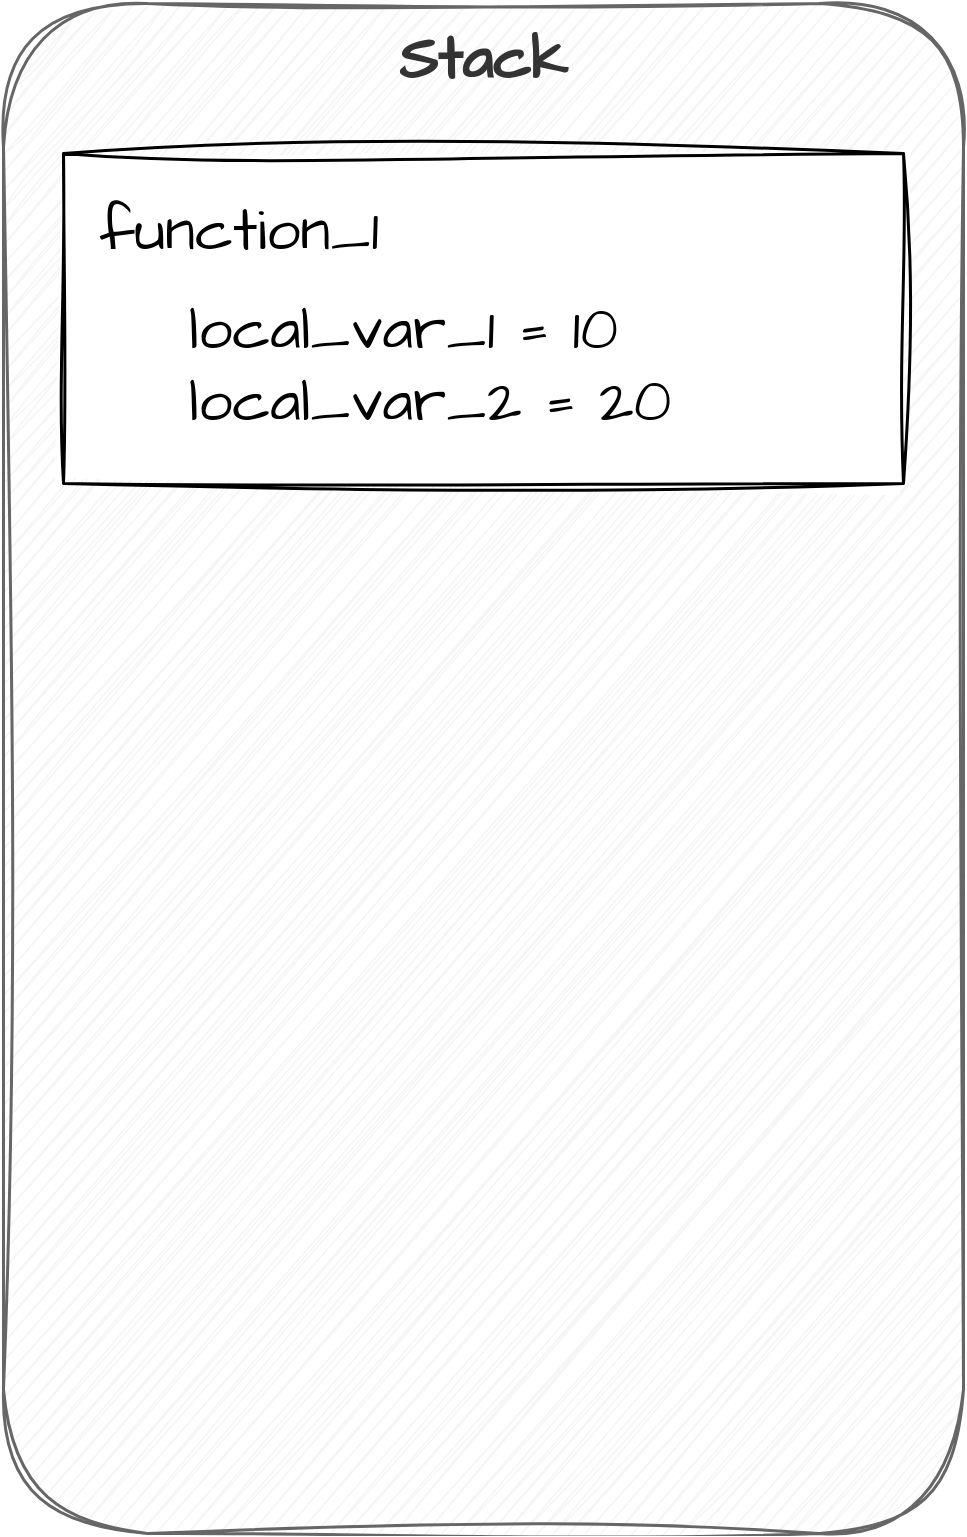 Stack
function_1
local_var_1 = 10
local_var_2 = 20